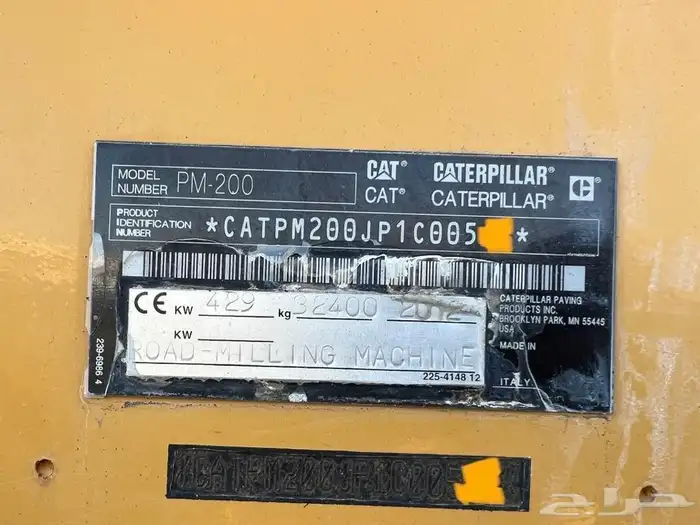 MODEL NUMBER PM-200
CAT® CATERPILLAR®
CAT® CATERPILLAR®
C
PRODUCT IDENTIFICATION NUMBER *CATPM200JP1C005 *
CE KW 429 kg 32400 2012
KW
ROAD-MILLING MACHINE
225-4148 12
CATERPILLAR PAVING
PRODUCTS INC.
BROOKLYN PARK, MN 55445
USA
MADE IN
ITALY
239-6986 4
CATPM200JP1C005
حراج